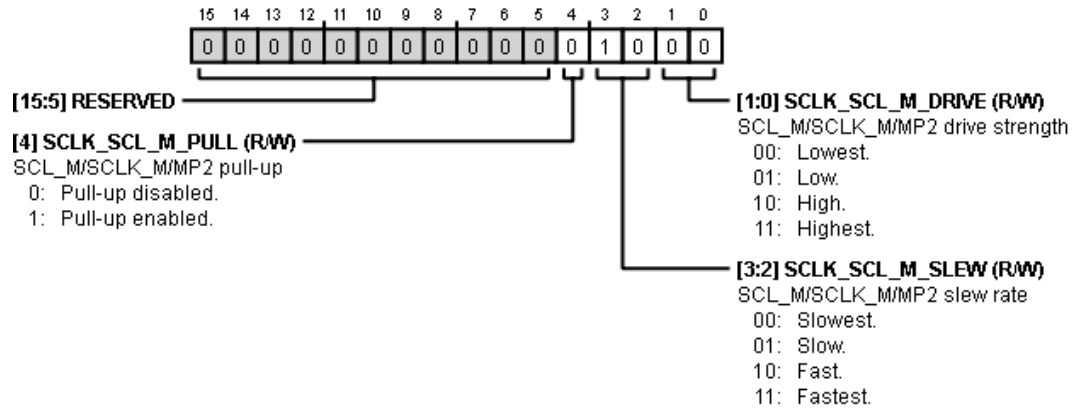 15 14 13 12 11 10 9 8 7 6 5 4 3 2 1 0
0 0 0 0 0 0 0 0 0 0 0 0 1 0 0 0
[15:5] RESERVED
[4] SCLK_SCL_M_PULL (R/W)
SCL_M/SCLK_M/MP2 pull-up
0: Pull-up disabled.
1: Pull-up enabled.
[1:0] SCLK_SCL_M_DRIVE (R/W)
SCL_M/SCLK_M/MP2 drive strength
00: Lowest.
01: Low.
10: High.
11: Highest.
[3:2] SCLK_SCL_M_SLEW (R/W)
SCL_M/SCLK_M/MP2 slew rate
00: Slowest.
01: Slow.
10: Fast.
11: Fastest.